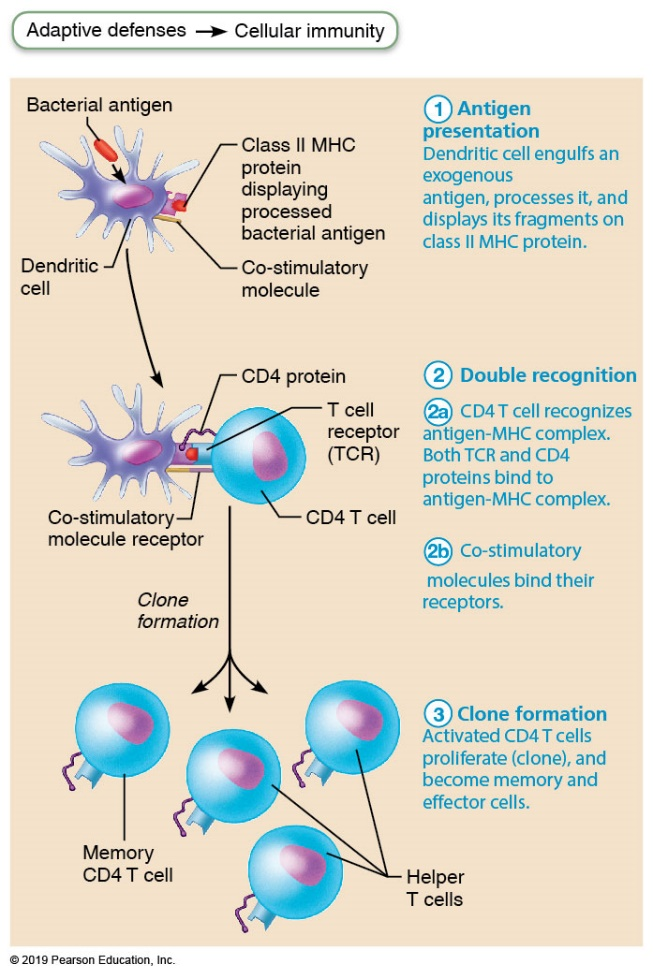 Adaptive defenses → Cellular immunity
Bacterial antigen
Class II MHC
protein
displaying
processed
bacterial antigen
Dendritic
cell
Co-stimulatory
molecule
1 Antigen
presentation
Dendritic cell engulfs an
exogenous
antigen, processes it, and
displays its fragments on
class II MHC protein.
CD4 protein
T cell
receptor
(TCR)
Co-stimulatory
molecule receptor
CD4 T cell
2 Double recognition
2a CD4 T cell recognizes
antigen-MHC complex.
Both TCR and CD4
proteins bind to
antigen-MHC complex.
2b Co-stimulatory
molecules bind their
receptors.
Clone
formation
3 Clone formation
Activated CD4 T cells
proliferate (clone), and
become memory and
effector cells.
Memory
CD4 T cell
Helper
T cells
© 2019 Pearson Education, Inc.